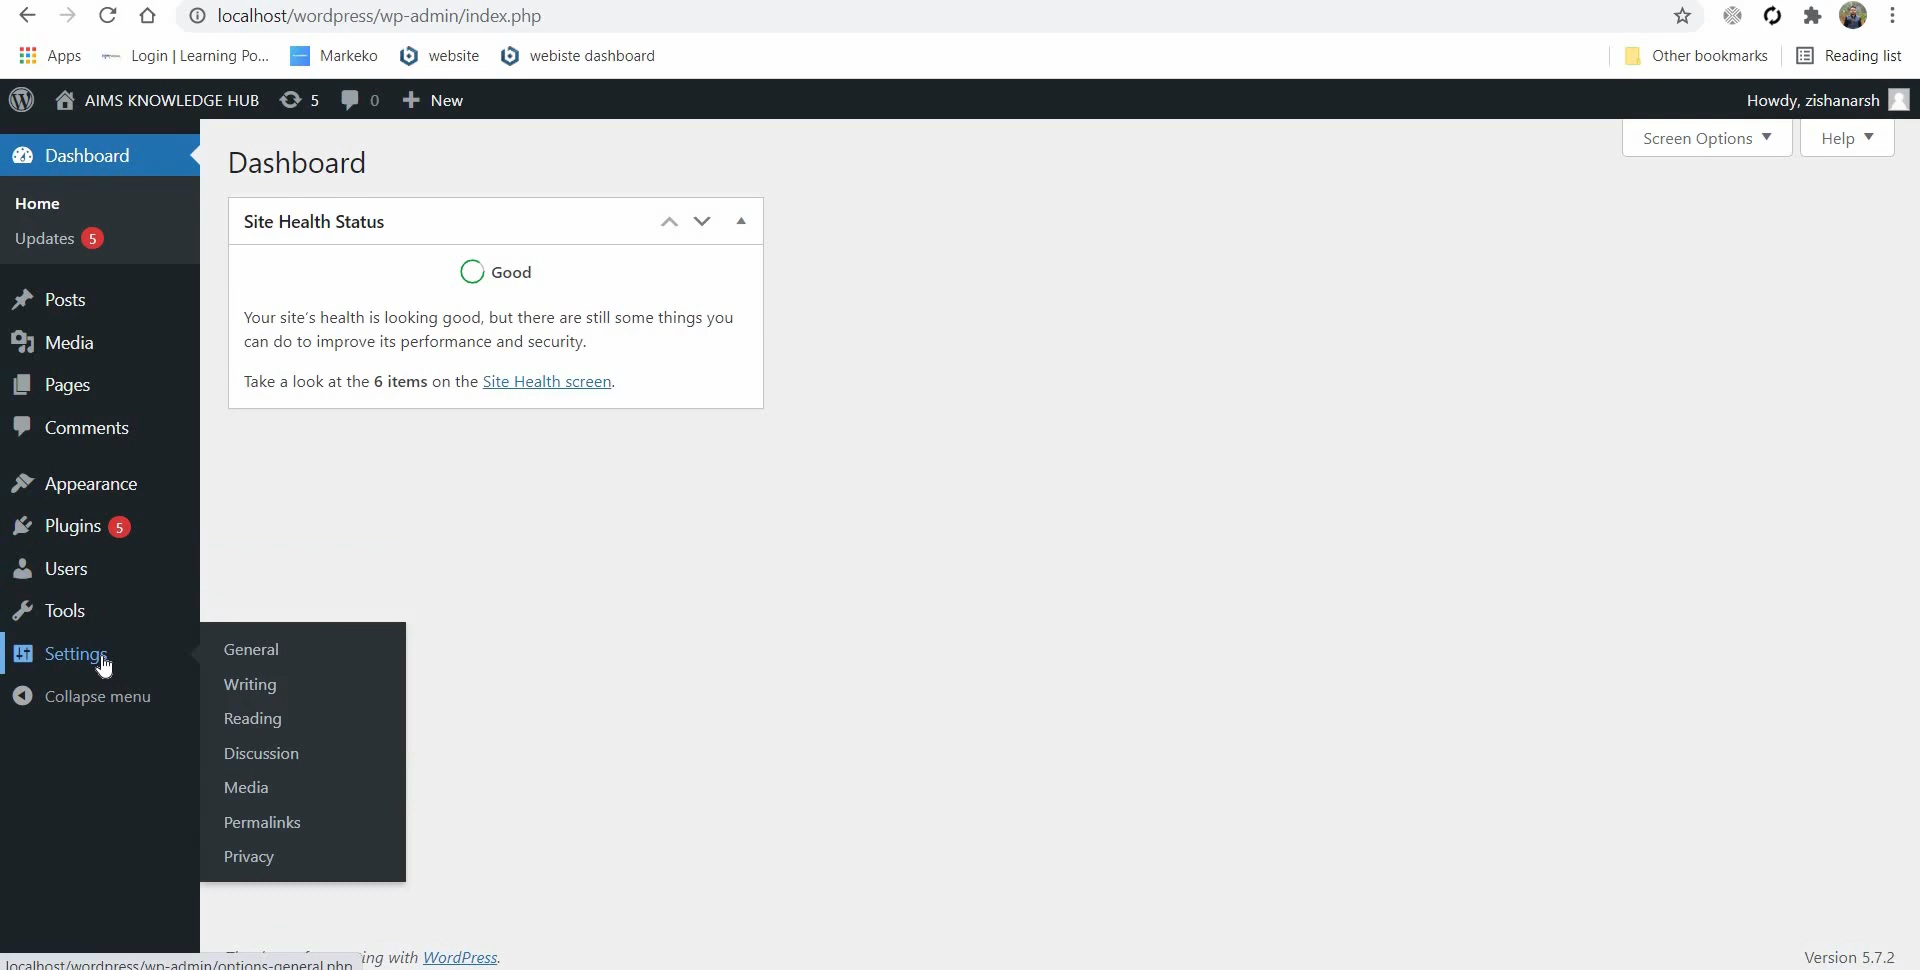 localhost/wordpress/wp-admin/index.php
Apps Login | Learning Po... Markeko website webiste dashboard Other bookmarks Reading list
AIMS KNOWLEDGE HUB 5 0 New Howdy, zishanarsh
Dashboard
Home
Updates 5
Posts
Media
Pages
Comments
Appearance
Plugins 5
Users
Tools
Settings
Collapse menu
General
Writing
Reading
Discussion
Media
Permalinks
Privacy
Screen Options Help
Dashboard
Site Health Status
Good
Your site's health is looking good, but there are still some things you
can do to improve its performance and security.
Take a look at the 6 items on the Site Health screen.
ing with WordPress.
Version 5.7.2
localhost/wordpress/wp-admin/options-general.php